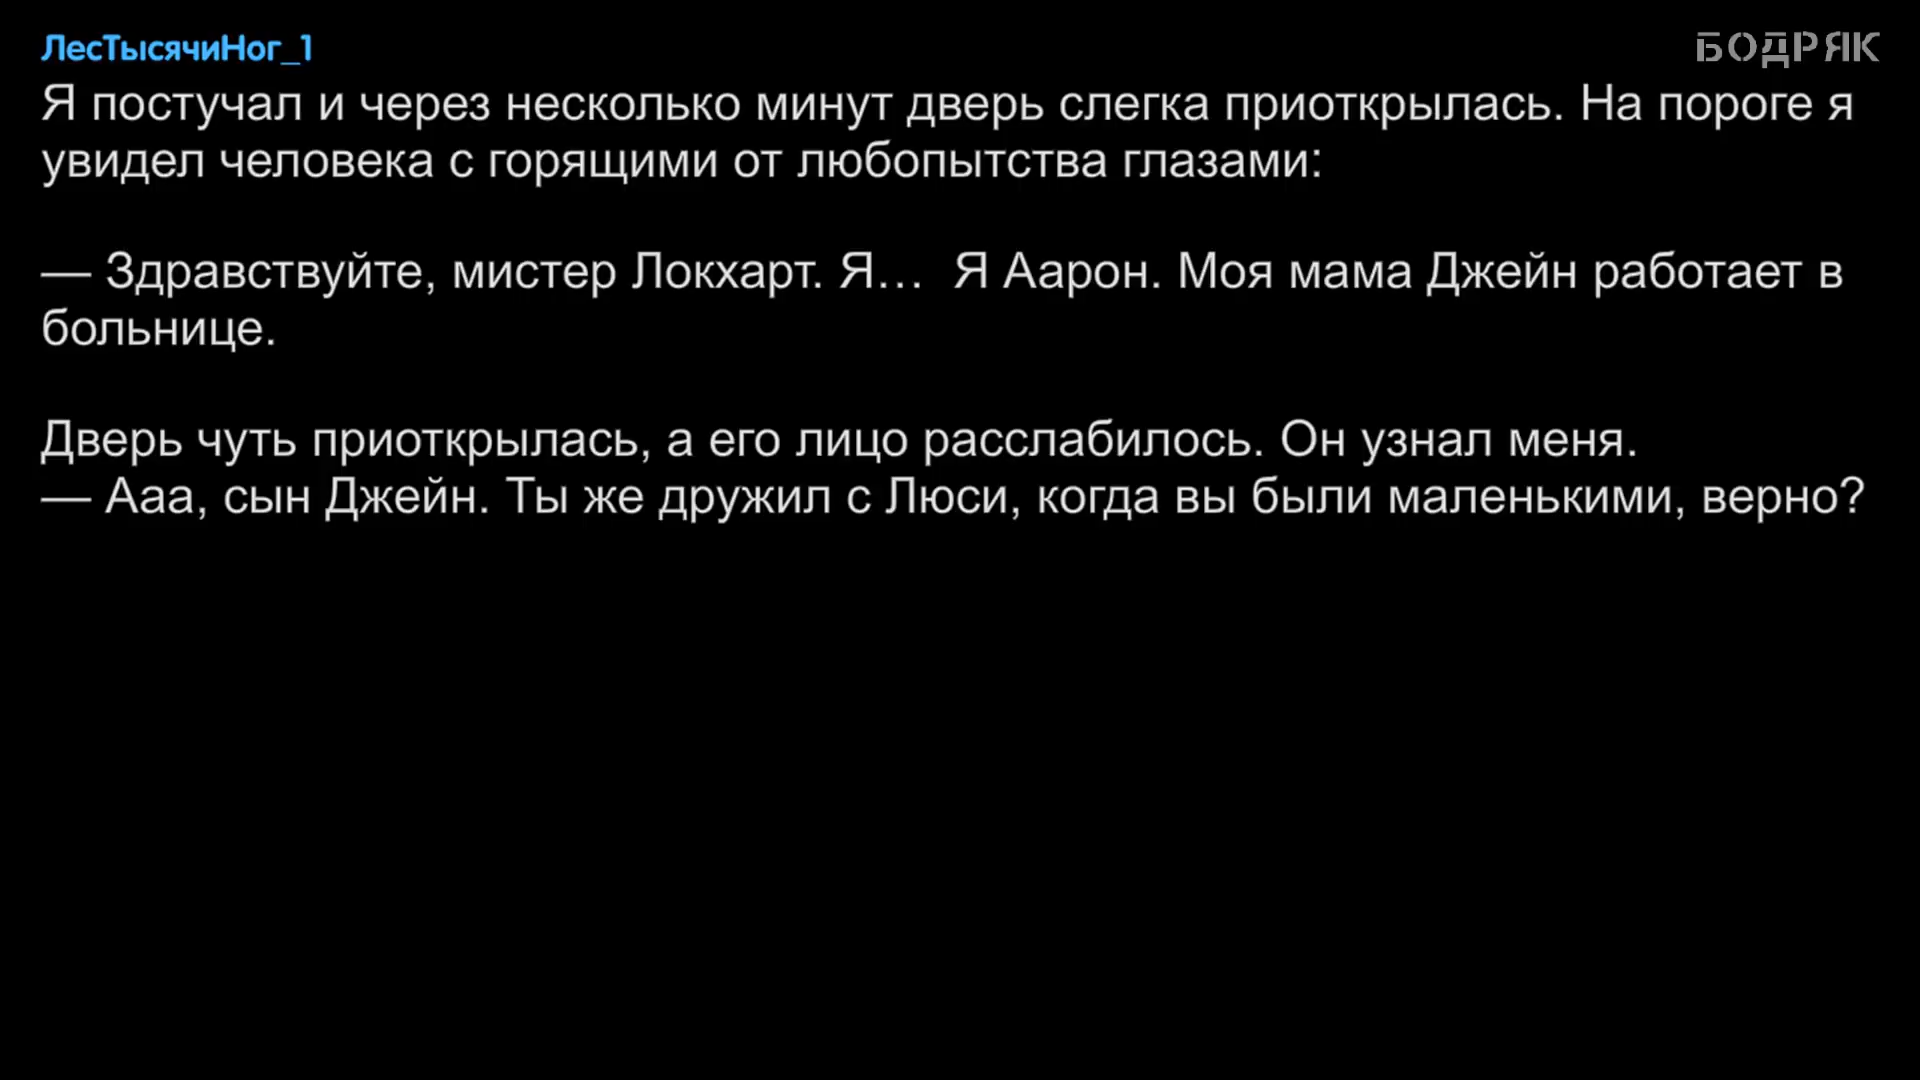 ЛесТысячиНог_1
БОДРЯК
Я постучал и через несколько минут дверь слегка приоткрылась. На пороге я
увидел человека с горящими от любопытства глазами:
— Здравствуйте, мистер Локхарт. Я…  Я Аарон. Моя мама Джейн работает в
больнице.
Дверь чуть приоткрылась, а его лицо расслабилось. Он узнал меня.
— Ааа, сын Джейн. Ты же дружил с Люси, когда вы были маленькими, верно?